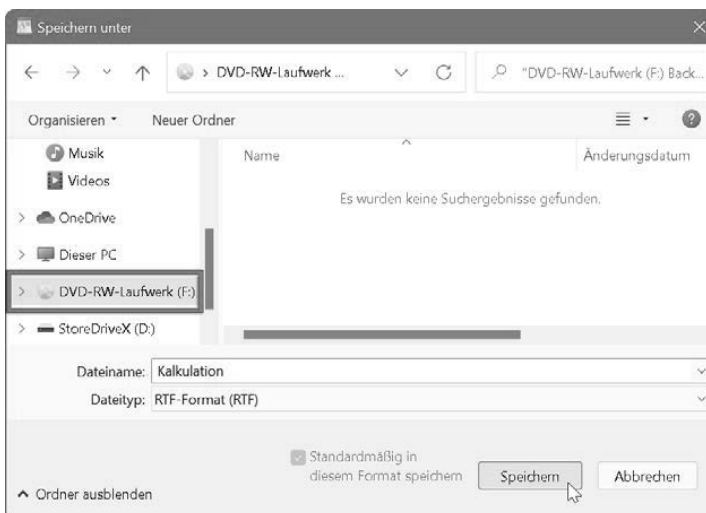 Speichern unter
DVD-RW-Laufwerk ...
"DVD-RW-Laufwerk (F:) Back...
Organisieren
Neuer Ordner
Musik
Videos
OneDrive
Dieser PC
DVD-RW-Laufwerk (F:)
StoreDriveX (D:)
Name
Änderungsdatum
Es wurden keine Suchergebnisse gefunden.
Dateiname: Kalkulation
Dateityp: RTF-Format (RTF)
Standardmäßig in
diesem Format speichern
Speichern
Abbrechen
Ordner ausblenden